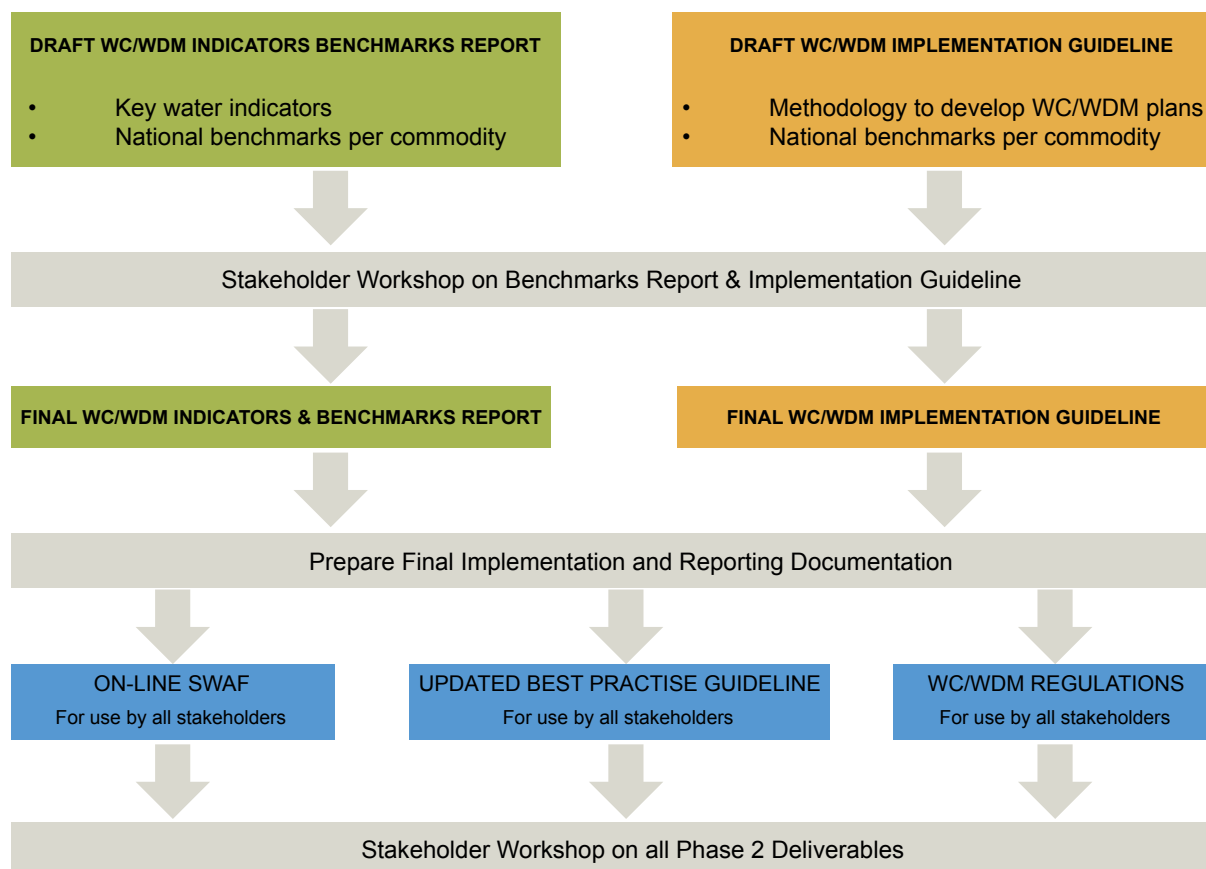 DRAFT WC/WDM INDICATORS BENCHMARKS REPORT
• Key water indicators
• National benchmarks per commodity
DRAFT WC/WDM IMPLEMENTATION GUIDELINE
• Methodology to develop WC/WDM plans
• National benchmarks per commodity
Stakeholder Workshop on Benchmarks Report & Implementation Guideline
FINAL WC/WDM INDICATORS & BENCHMARKS REPORT
FINAL WC/WDM IMPLEMENTATION GUIDELINE
Prepare Final Implementation and Reporting Documentation
ON-LINE SWAF
For use by all stakeholders
UPDATED BEST PRACTISE GUIDELINE
For use by all stakeholders
WC/WDM REGULATIONS
For use by all stakeholders
Stakeholder Workshop on all Phase 2 Deliverables